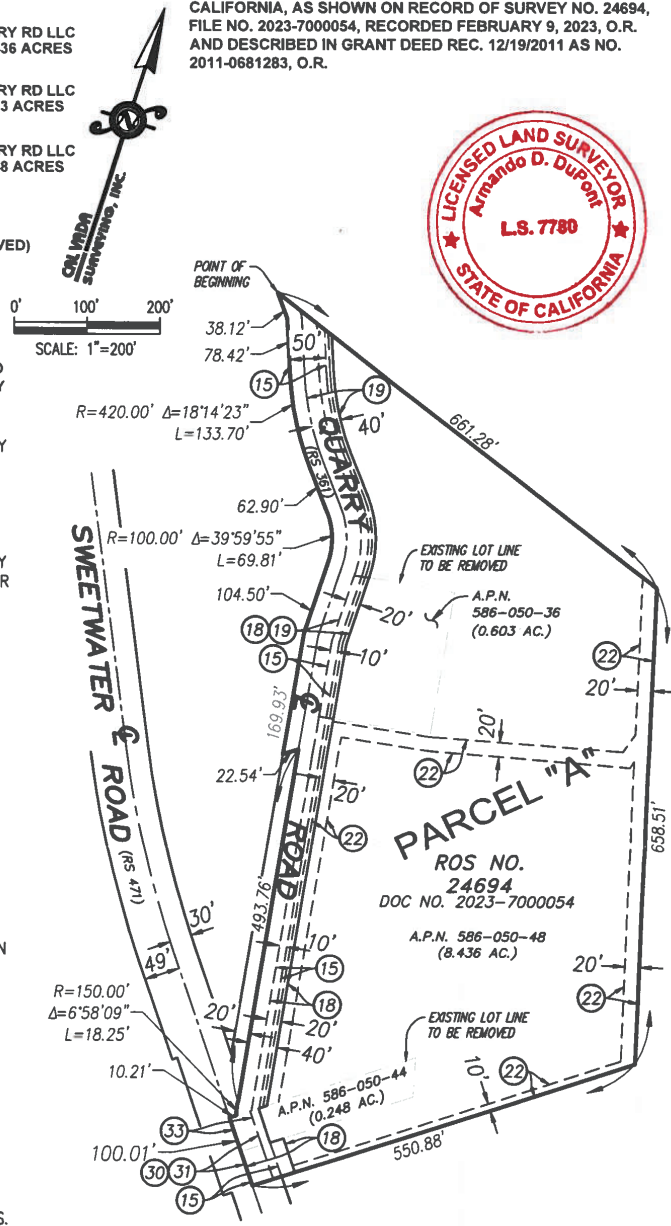 RY RD LLC
36 ACRES
RY RD LLC
3 ACRES
RY RD LLC
8 ACRES
VED)
CALIFORNIA, AS SHOWN ON RECORD OF SURVEY NO. 24694,
FILE NO. 2023-7000054, RECORDED FEBRUARY 9, 2023, O.R.
AND DESCRIBED IN GRANT DEED REC. 12/19/2011 AS NO.
2011-0681283, O.R.
CAL VADA
SURVEYING, INC.
LICENSED LAND SURVEYOR
Armando D. DuPont
L.S. 7780
STATE OF CALIFORNIA
0' 100' 200'
SCALE: 1"=200'
POINT OF
BEGINNING
38.12'
50'
78.42'
15
19
R=420.00' Δ=18°14'23"
L=133.70'
40'
QUARRY
(RS 361)
661.28'
62.90'
R=100.00' Δ=39°59'55"
L=69.81'
EXISTING LOT LINE
TO BE REMOVED
104.50'
A.P.N.
586-050-36
(0.603 AC.)
20'
18 19
10'
15
22
20'
SWEETWATER ℄ ROAD (RS 471)
169.93'
℄
20'
22
22.54'
20'
22
PARCEL "A"
658.51'
ROAD
ROS NO.
24694
DOC NO. 2023-7000054
493.76'
A.P.N. 586-050-48
(8.436 AC.)
30'
49'
10'
15
20'
18
22
R=150.00'
Δ=6°58'09"
L=18.25'
20'
20'
40'
EXISTING LOT LINE
TO BE REMOVED
10.21'
10'
22
A.P.N. 586-050-44
(0.248 AC.)
33
18
100.01'
30 31
550.88'
15
Y
Y
Y
R
N
S.